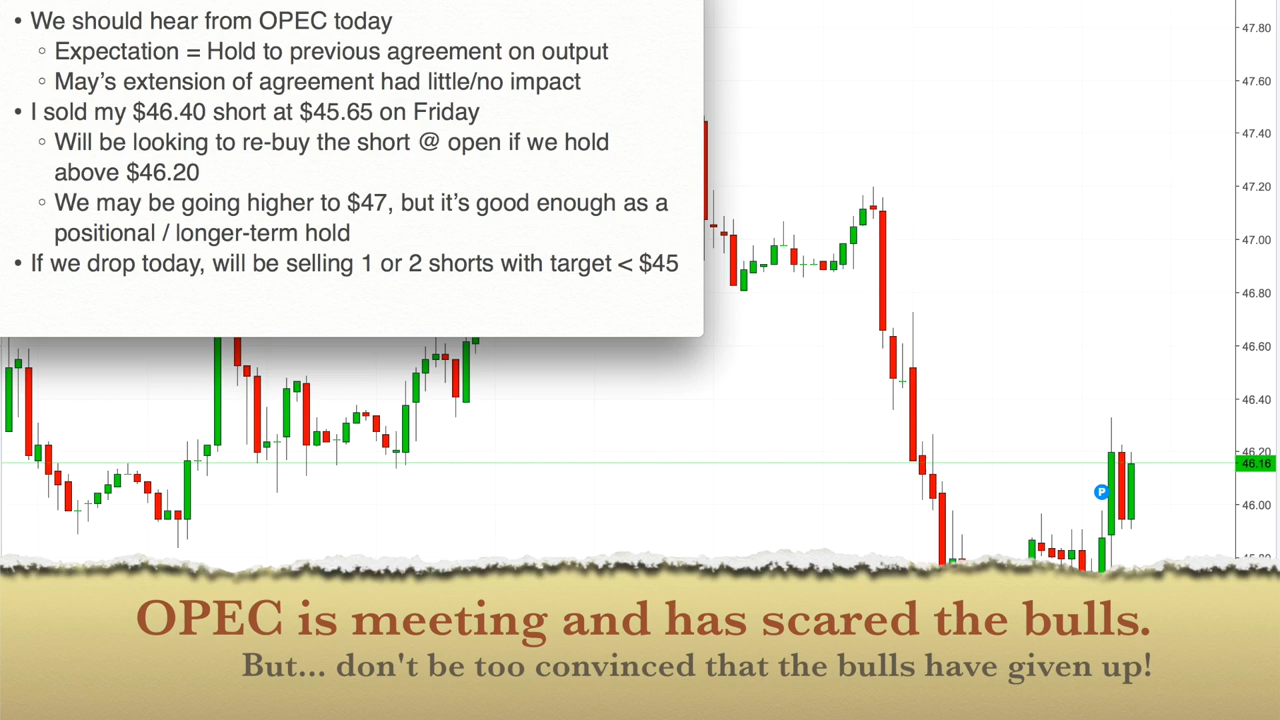 • We should hear from OPEC today
◦ Expectation = Hold to previous agreement on output
◦ May’s extension of agreement had little/no impact
• I sold my $46.40 short at $45.65 on Friday
◦ Will be looking to re-buy the short @ open if we hold
above $46.20
◦ We may be going higher to $47, but it’s good enough as a
positional / longer-term hold
• If we drop today, will be selling 1 or 2 shorts with target < $45
47.80
47.60
47.40
47.20
47.00
46.80
46.60
46.40
46.20
46.16
46.00
45.80
P
OPEC is meeting and has scared the bulls.
But... don't be too convinced that the bulls have given up!